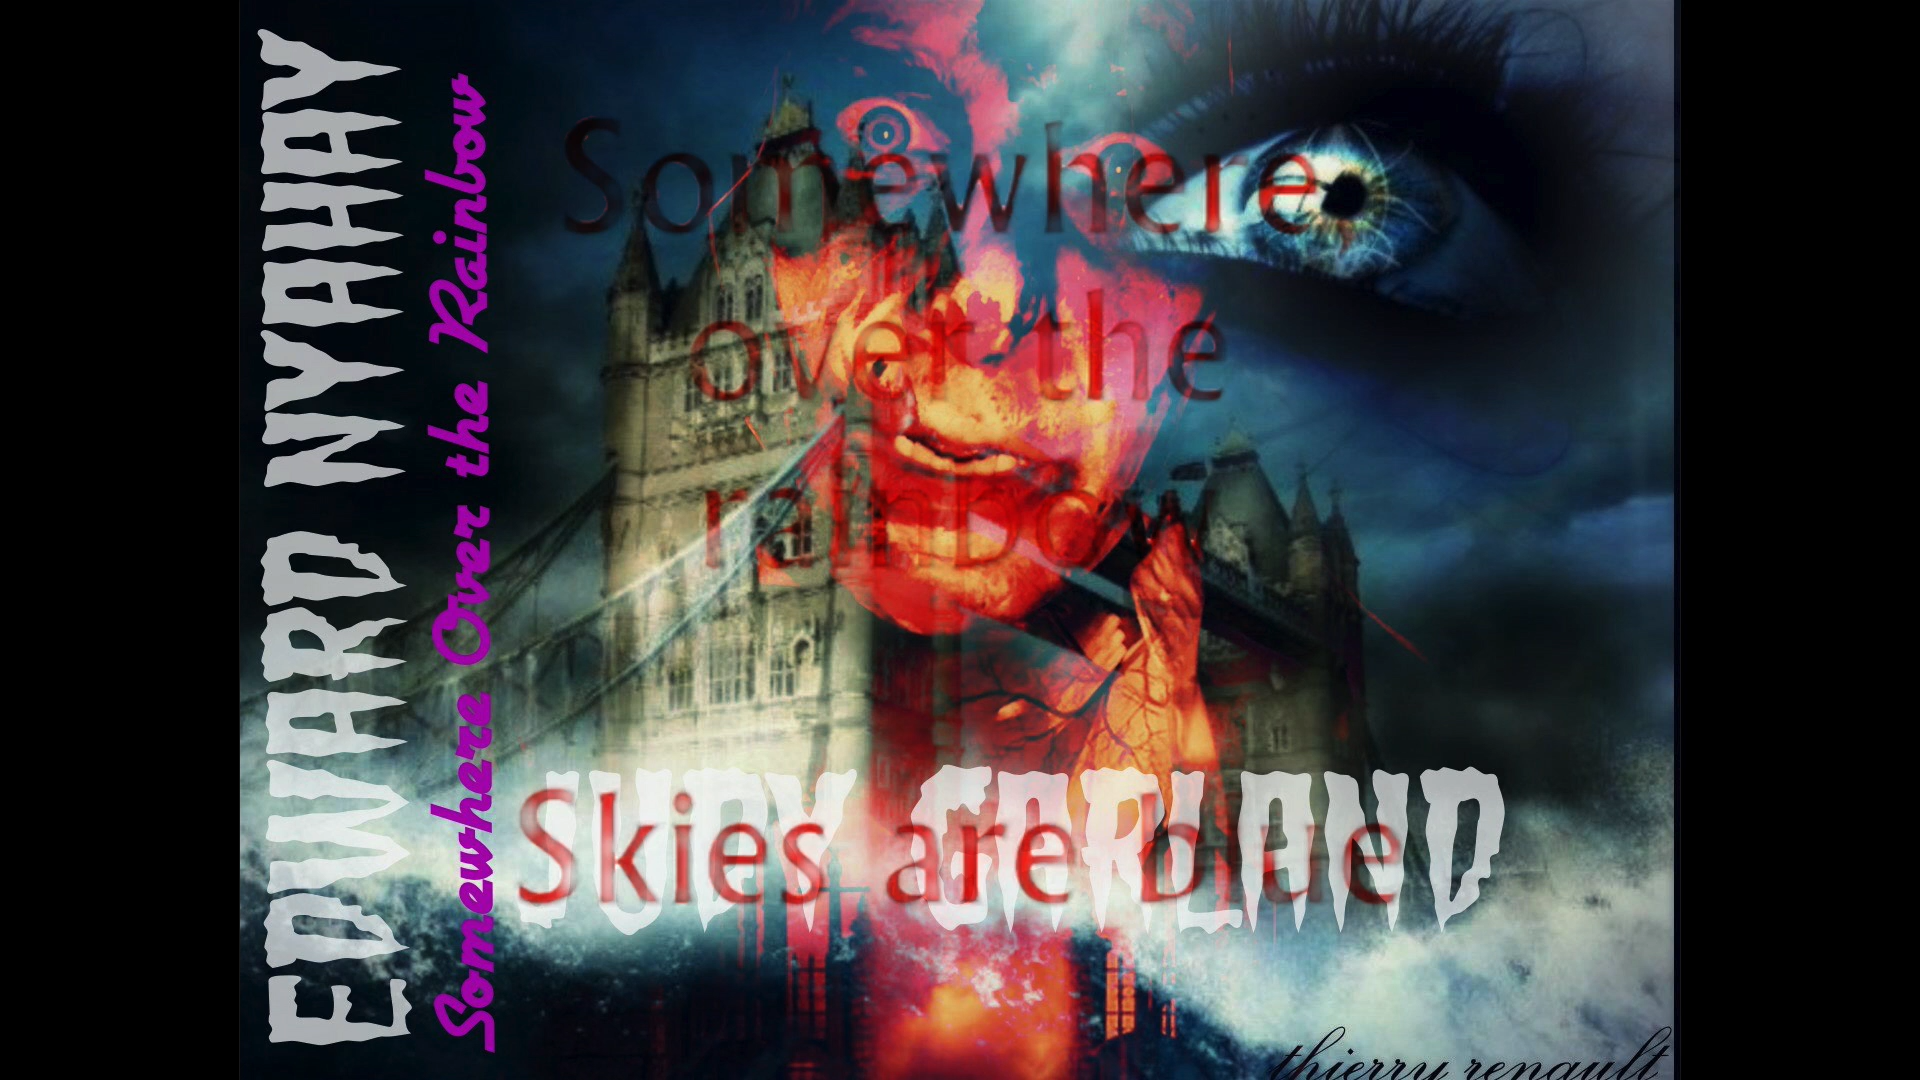 EDWARD NYAHAY
Somewhere Over the Rainbow
Somewhere,
over the
rainbow
Skies are blue
JUDY GARLAND
thierry renault